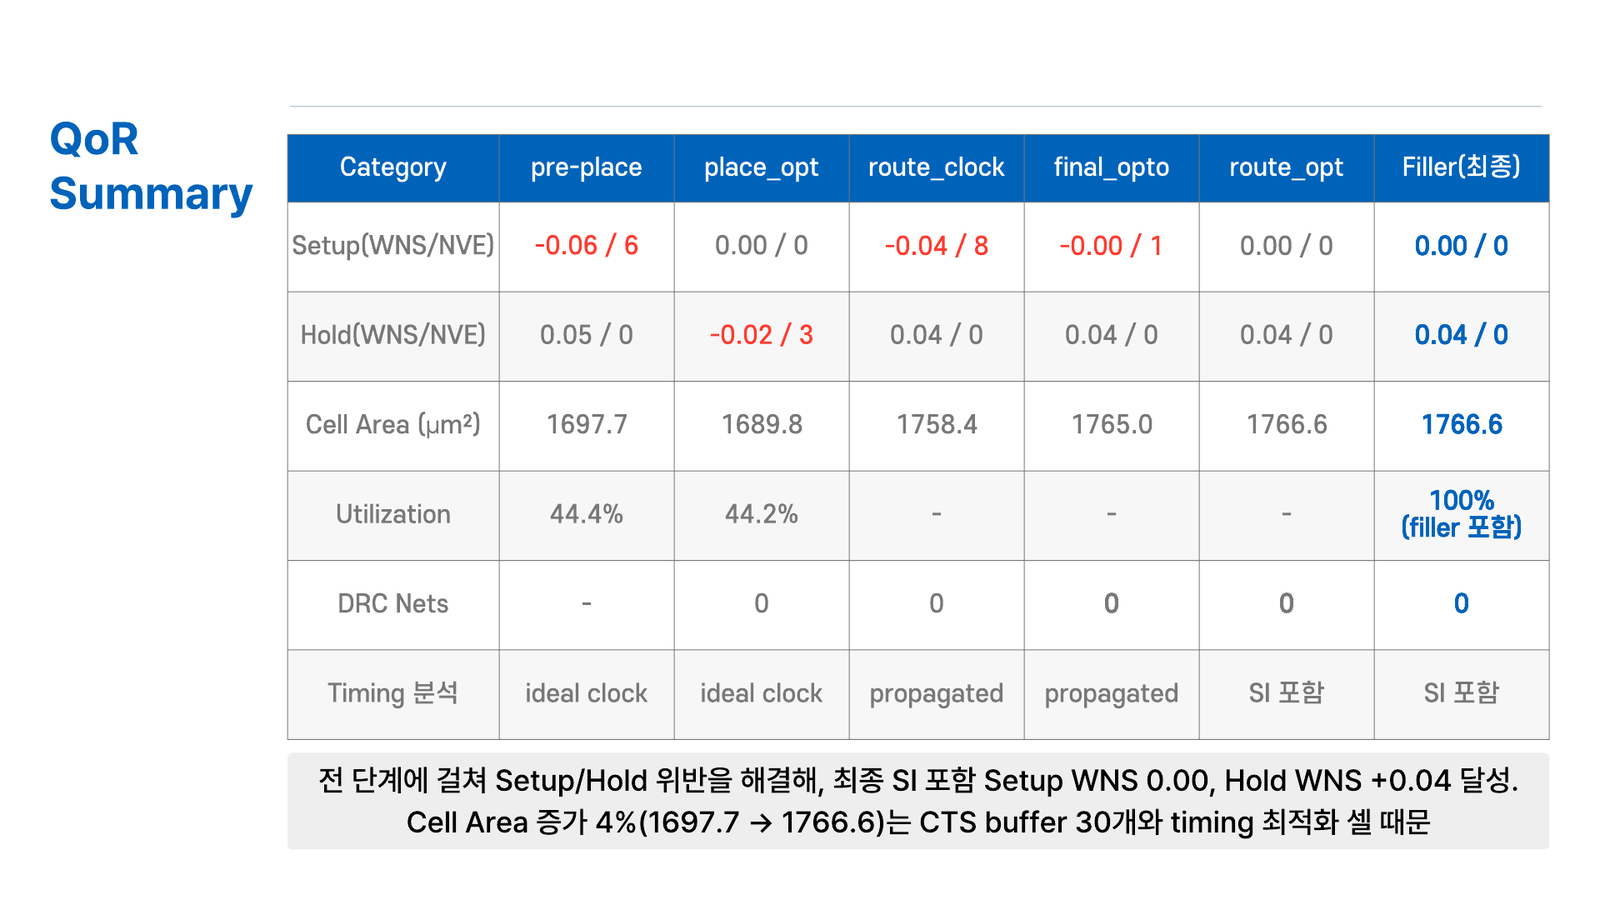 QoR
Summary
Category pre-place place_opt route_clock final_opto route_opt Filler(최종)
Setup(WNS/NVE) -0.06 / 6 0.00 / 0 -0.04 / 8 -0.00 / 1 0.00 / 0 0.00 / 0
Hold(WNS/NVE) 0.05 / 0 -0.02 / 3 0.04 / 0 0.04 / 0 0.04 / 0 0.04 / 0
Cell Area (μm²) 1697.7 1689.8 1758.4 1765.0 1766.6 1766.6
Utilization 44.4% 44.2% - - - 100%
(filler 포함)
DRC Nets - 0 0 0 0 0
Timing 분석 ideal clock ideal clock propagated propagated SI 포함 SI 포함
전 단계에 걸쳐 Setup/Hold 위반을 해결해, 최종 SI 포함 Setup WNS 0.00, Hold WNS +0.04 달성.
Cell Area 증가 4%(1697.7 → 1766.6)는 CTS buffer 30개와 timing 최적화 셀 때문